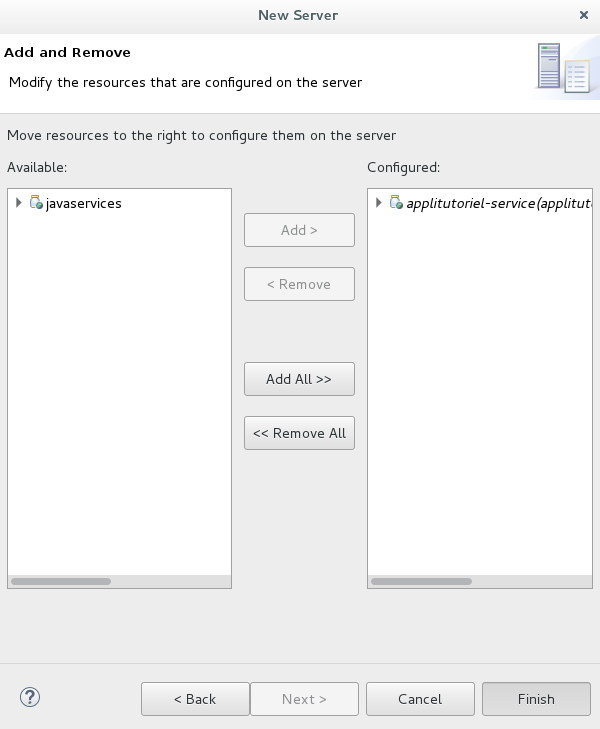 New Server
Add and Remove
Modify the resources that are configured on the server
Move resources to the right to configure them on the server
Available:
Configured:
javaservices
applitutoriel-service(applitut
Add >
< Remove
Add All >>
<< Remove All
< Back
Next >
Cancel
Finish